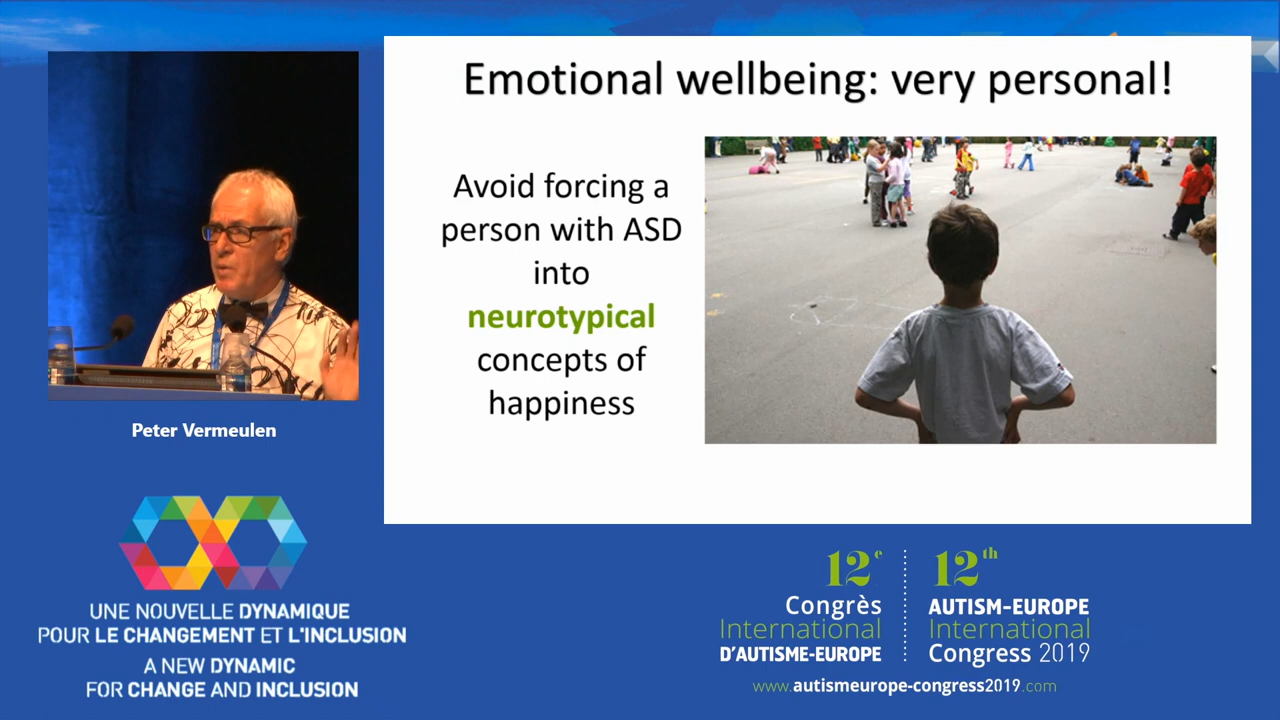 Emotional wellbeing: very personal!
Avoid forcing a
person with ASD
into
neurotypical
concepts of
happiness
Peter Vermeulen
UNE NOUVELLE DYNAMIQUE
POUR LE CHANGEMENT ET L'INCLUSION
A NEW DYNAMIC
FOR CHANGE AND INCLUSION
12e
Congrès
International
D'AUTISME-EUROPE
12th
AUTISM-EUROPE
International
Congress 2019
www.autismeurope-congress2019.com